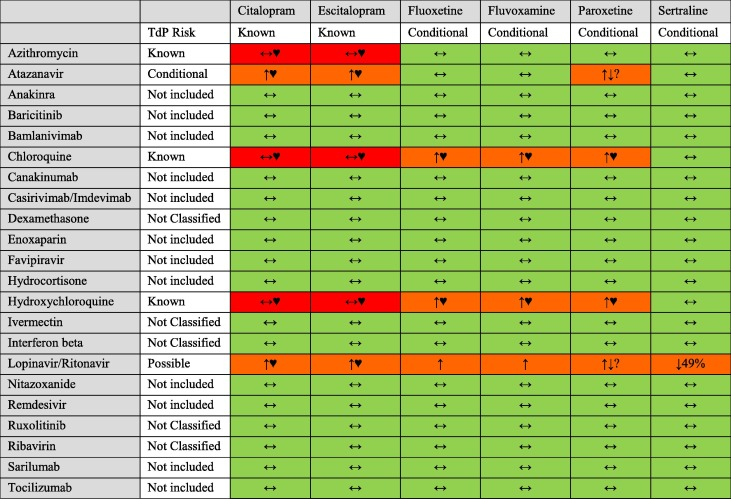 Citalopram Escitalopram Fluoxetine Fluvoxamine Paroxetine Sertraline
TdP Risk Known Known Conditional Conditional Conditional Conditional
Azithromycin Known ↔♥ ↔♥ ↔ ↔ ↔ ↔
Atazanavir Conditional ↑♥ ↑♥ ↔ ↔ ↑↓? ↔
Anakinra Not included ↔ ↔ ↔ ↔ ↔ ↔
Baricitinib Not included ↔ ↔ ↔ ↔ ↔ ↔
Bamlanivimab Not included ↔ ↔ ↔ ↔ ↔ ↔
Chloroquine Known ↔♥ ↔♥ ↑♥ ↑♥ ↑♥ ↔
Canakinumab Not included ↔ ↔ ↔ ↔ ↔ ↔
Casirivimab/Imdevimab Not included ↔ ↔ ↔ ↔ ↔ ↔
Dexamethasone Not Classified ↔ ↔ ↔ ↔ ↔ ↔
Enoxaparin Not included ↔ ↔ ↔ ↔ ↔ ↔
Favipiravir Not included ↔ ↔ ↔ ↔ ↔ ↔
Hydrocortisone Not included ↔ ↔ ↔ ↔ ↔ ↔
Hydroxychloroquine Known ↔♥ ↔♥ ↑♥ ↑♥ ↑♥ ↔
Ivermectin Not Classified ↔ ↔ ↔ ↔ ↔ ↔
Interferon beta Not Classified ↔ ↔ ↔ ↔ ↔ ↔
Lopinavir/Ritonavir Possible ↑♥ ↑♥ ↑ ↑ ↑↓? ↓49%
Nitazoxanide Not included ↔ ↔ ↔ ↔ ↔ ↔
Remdesivir Not included ↔ ↔ ↔ ↔ ↔ ↔
Ruxolitinib Not Classified ↔ ↔ ↔ ↔ ↔ ↔
Ribavirin Not Classified ↔ ↔ ↔ ↔ ↔ ↔
Sarilumab Not included ↔ ↔ ↔ ↔ ↔ ↔
Tocilizumab Not included ↔ ↔ ↔ ↔ ↔ ↔